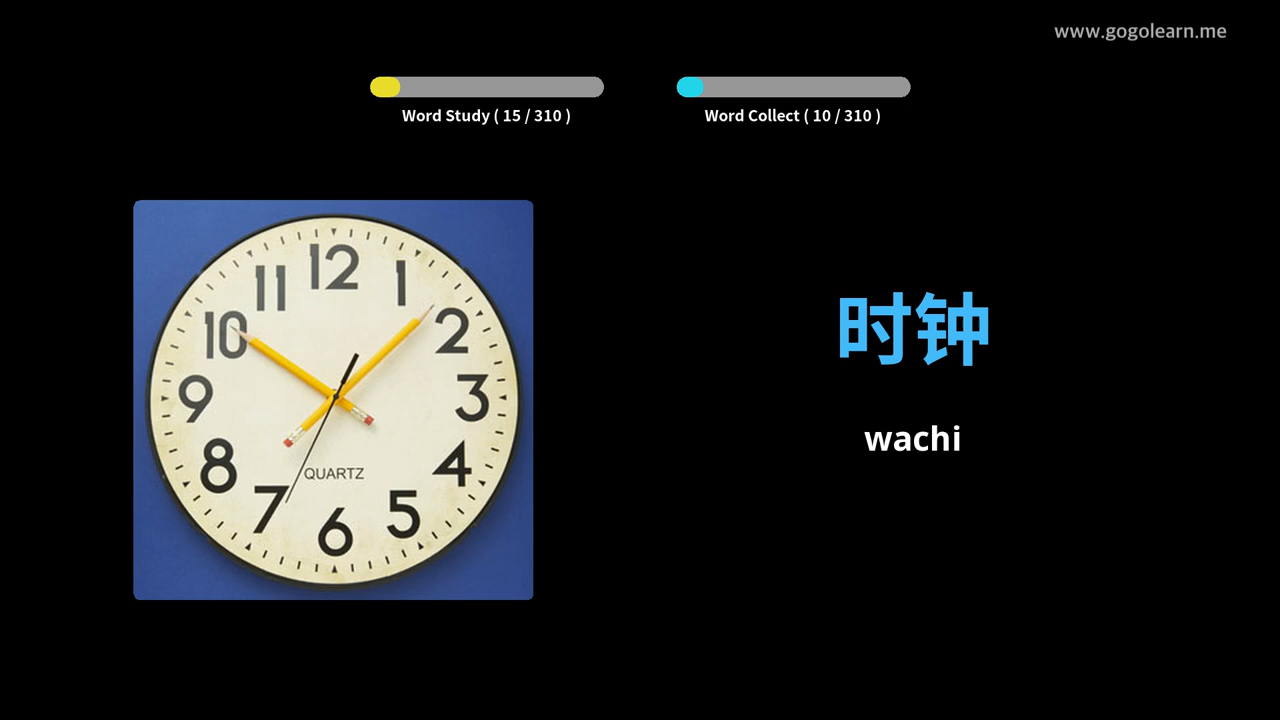 www.gogolearn.me
Word Study ( 15 / 310 )
Word Collect ( 10 / 310 )
12
11
1
10
2
9
3
8
4
QUARTZ
7
5
6
时钟
wachi